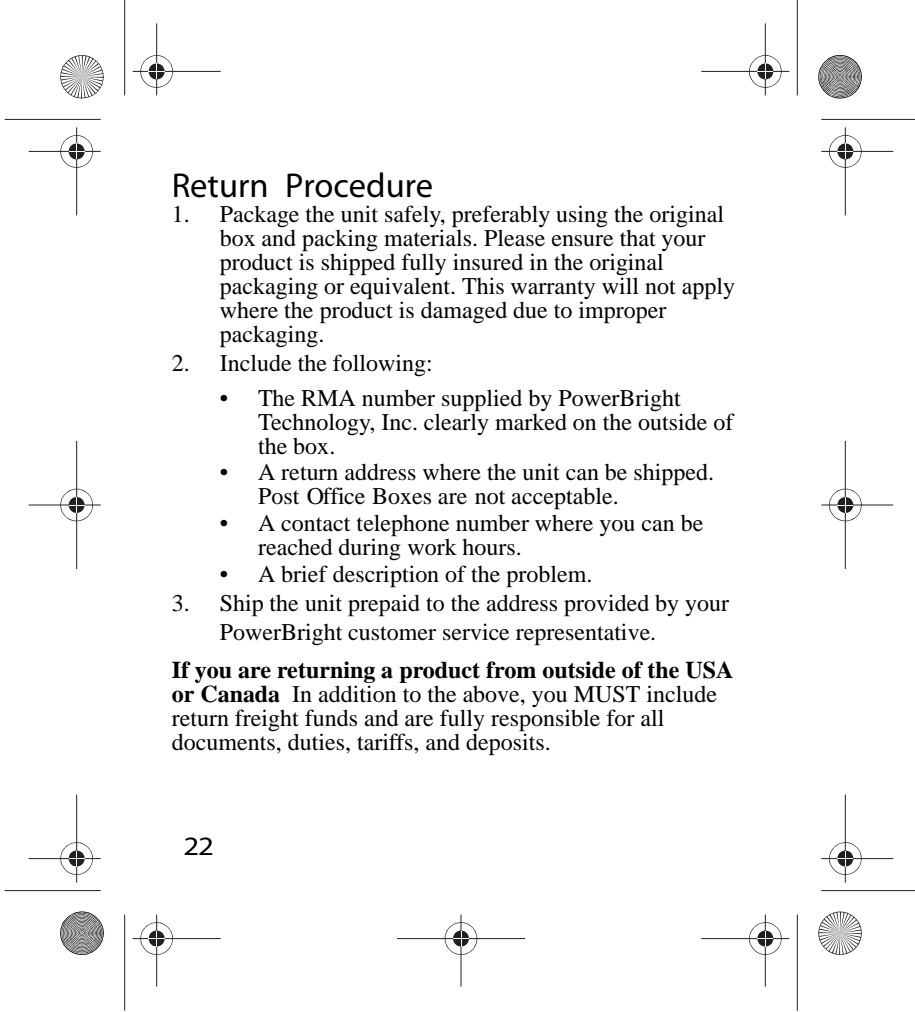 Return Procedure
1. Package the unit safely, preferably using the original
box and packing materials. Please ensure that your
product is shipped fully insured in the original
packaging or equivalent. This warranty will not apply
where the product is damaged due to improper
packaging.
2. Include the following:
• The RMA number supplied by PowerBright
Technology, Inc. clearly marked on the outside of
the box.
• A return address where the unit can be shipped.
Post Office Boxes are not acceptable.
• A contact telephone number where you can be
reached during work hours.
• A brief description of the problem.
3. Ship the unit prepaid to the address provided by your
PowerBright customer service representative.
If you are returning a product from outside of the USA
or Canada In addition to the above, you MUST include
return freight funds and are fully responsible for all
documents, duties, tariffs, and deposits.
22